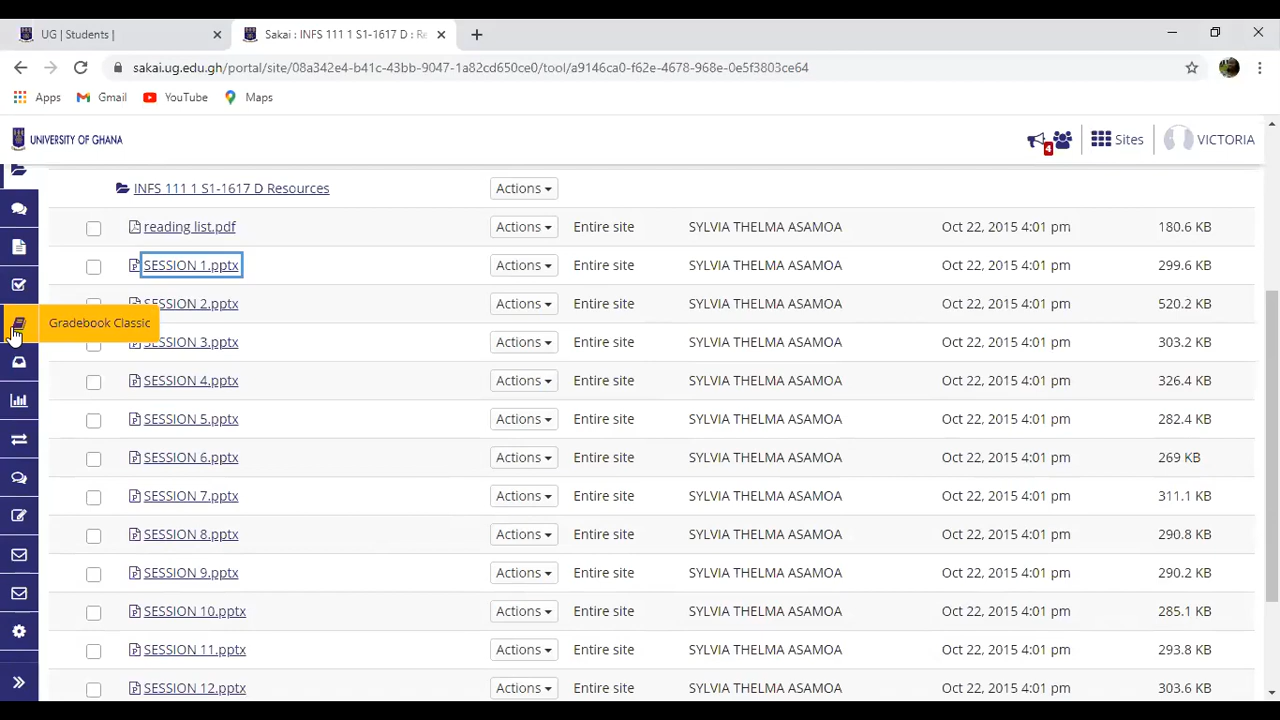 UG | Students |
Sakai : INFS 111 1 S1-1617 D : Re
sakai.ug.edu.gh/portal/site/08a342e4-b41c-43bb-9047-1a82cd650ce0/tool/a9146ca0-f62e-4678-968e-0e5f3803ce64
Apps Gmail YouTube Maps
UNIVERSITY OF GHANA 4 Sites VICTORIA
INFS 111 1 S1-1617 D Resources Actions
reading list.pdf Actions Entire site SYLVIA THELMA ASAMOA Oct 22, 2015 4:01 pm 180.6 KB
SESSION 1.pptx Actions Entire site SYLVIA THELMA ASAMOA Oct 22, 2015 4:01 pm 299.6 KB
SESSION 2.pptx Actions Entire site SYLVIA THELMA ASAMOA Oct 22, 2015 4:01 pm 520.2 KB
Gradebook Classic
SESSION 3.pptx Actions Entire site SYLVIA THELMA ASAMOA Oct 22, 2015 4:01 pm 303.2 KB
SESSION 4.pptx Actions Entire site SYLVIA THELMA ASAMOA Oct 22, 2015 4:01 pm 326.4 KB
SESSION 5.pptx Actions Entire site SYLVIA THELMA ASAMOA Oct 22, 2015 4:01 pm 282.4 KB
SESSION 6.pptx Actions Entire site SYLVIA THELMA ASAMOA Oct 22, 2015 4:01 pm 269 KB
SESSION 7.pptx Actions Entire site SYLVIA THELMA ASAMOA Oct 22, 2015 4:01 pm 311.1 KB
SESSION 8.pptx Actions Entire site SYLVIA THELMA ASAMOA Oct 22, 2015 4:01 pm 290.8 KB
SESSION 9.pptx Actions Entire site SYLVIA THELMA ASAMOA Oct 22, 2015 4:01 pm 290.2 KB
SESSION 10.pptx Actions Entire site SYLVIA THELMA ASAMOA Oct 22, 2015 4:01 pm 285.1 KB
SESSION 11.pptx Actions Entire site SYLVIA THELMA ASAMOA Oct 22, 2015 4:01 pm 293.8 KB
SESSION 12.pptx Actions Entire site SYLVIA THELMA ASAMOA Oct 22, 2015 4:01 pm 303.6 KB